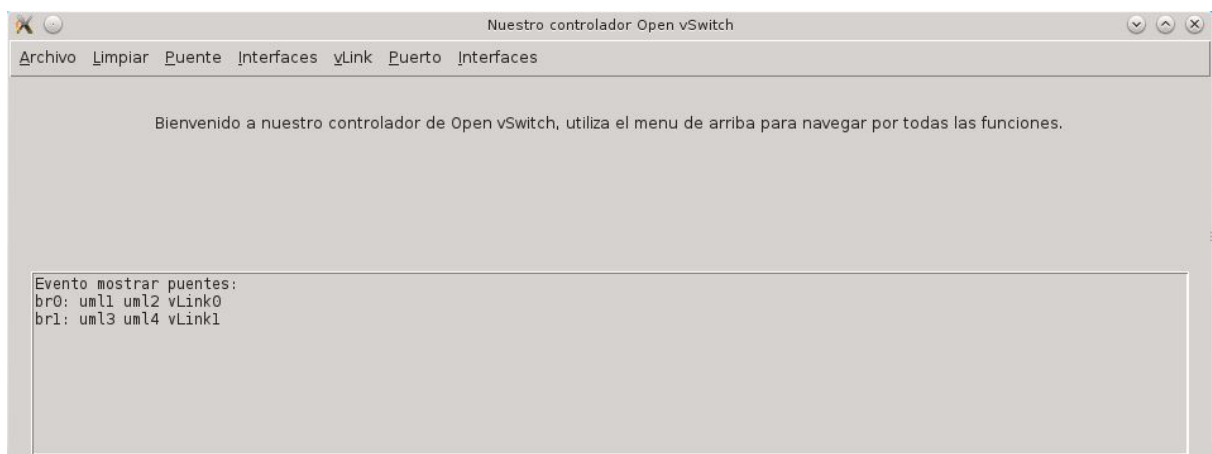 Nuestro controlador Open vSwitch
Archivo Limpiar Puente Interfaces vLink Puerto Interfaces
Bienvenido a nuestro controlador de Open vSwitch, utiliza el menu de arriba para navegar por todas las funciones.
Evento mostrar puentes:
br0: uml1 uml2 vLink0
br1: uml3 uml4 vLink1